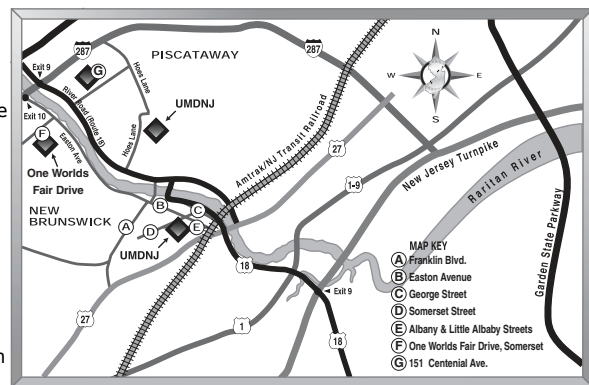 N
W
E
S
287
287
PISCATAWAY
Exit 9
G
Hoes Lane
River Road (Route 18)
UMDNJ
Exit 10
F
Easton Ave
Hoes Lane
One Worlds
Fair Drive
Amtrak/NJ Transit Railroad
27
1-9
New Jersey Turnpike
Raritan River
Garden State Parkway
NEW
BRUNSWICK
B
C
A
D
E
UMDNJ
18
Exit 9
27
1
18
MAP KEY
A Franklin Blvd.
B Easton Avenue
C George Street
D Somerset Street
E Albany & Little Albaby Streets
F One Worlds Fair Drive, Somerset
G 151 Centenial Ave.